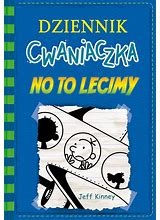 DZIENNIK
CWANIACZKA
NO TO LECIMY
Jeff Kinney